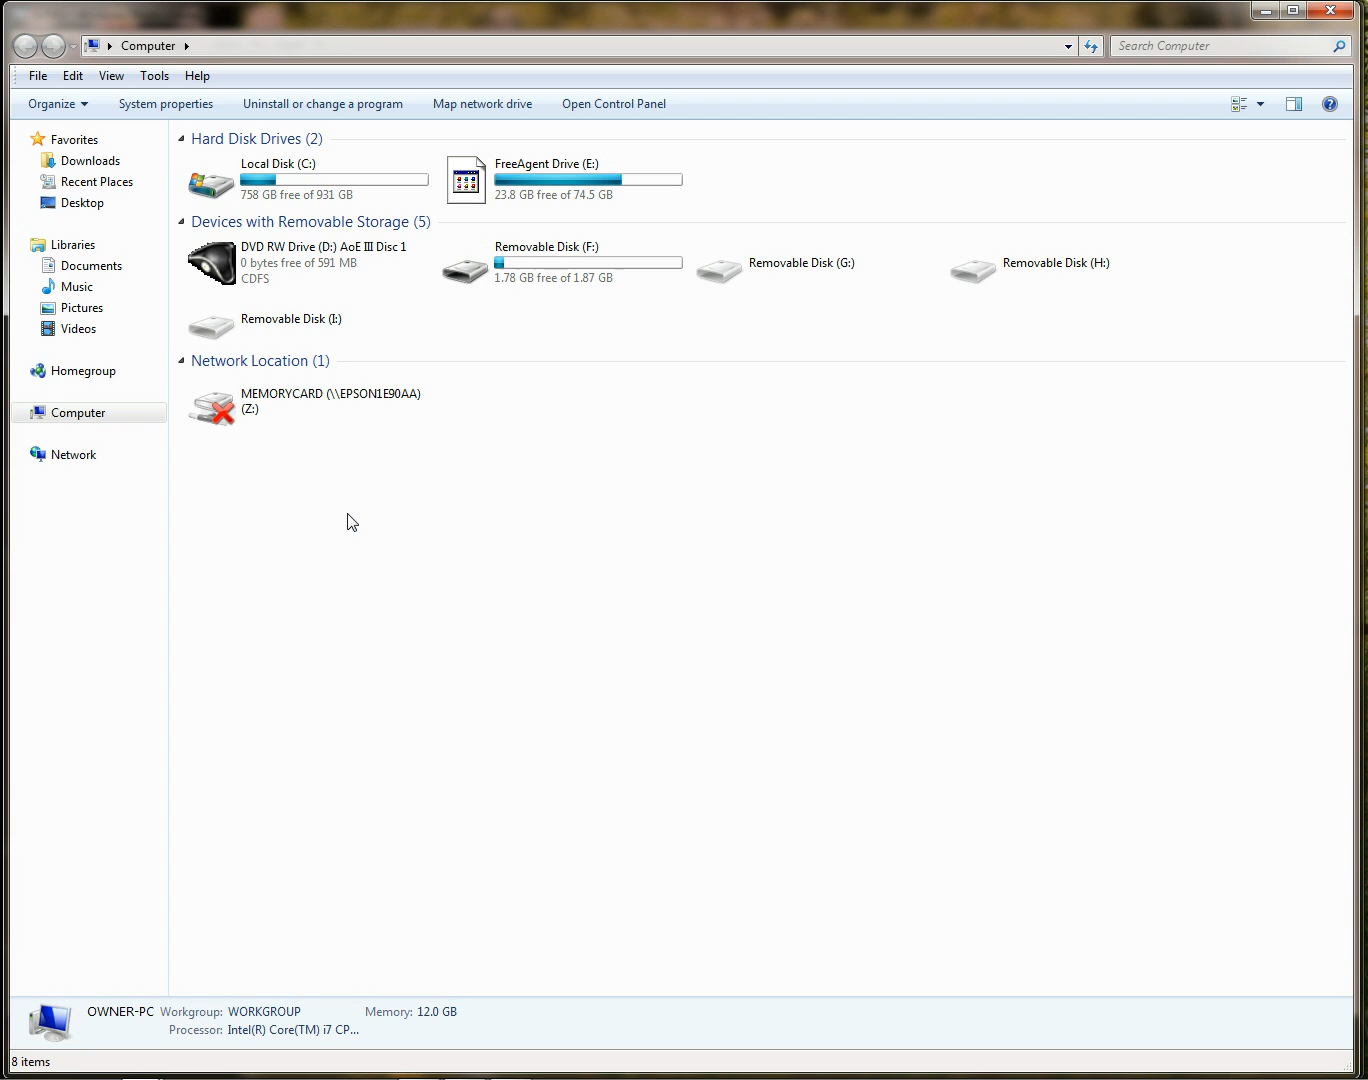 Computer
Search Computer
File Edit View Tools Help
Organize System properties Uninstall or change a program Map network drive Open Control Panel
Favorites
Downloads
Recent Places
Desktop
Libraries
Documents
Music
Pictures
Videos
Homegroup
Computer
Network
Hard Disk Drives (2)
Local Disk (C:)
758 GB free of 931 GB
FreeAgent Drive (E:)
23.8 GB free of 74.5 GB
Devices with Removable Storage (5)
DVD RW Drive (D:) AoE III Disc 1
0 bytes free of 591 MB
CDFS
Removable Disk (F:)
1.78 GB free of 1.87 GB
Removable Disk (G:)
Removable Disk (H:)
Removable Disk (I:)
Network Location (1)
MEMORYCARD (\\EPSON1E90AA)
(Z:)
OWNER-PC Workgroup: WORKGROUP Memory: 12.0 GB
Processor: Intel(R) Core(TM) i7 CP...
8 items